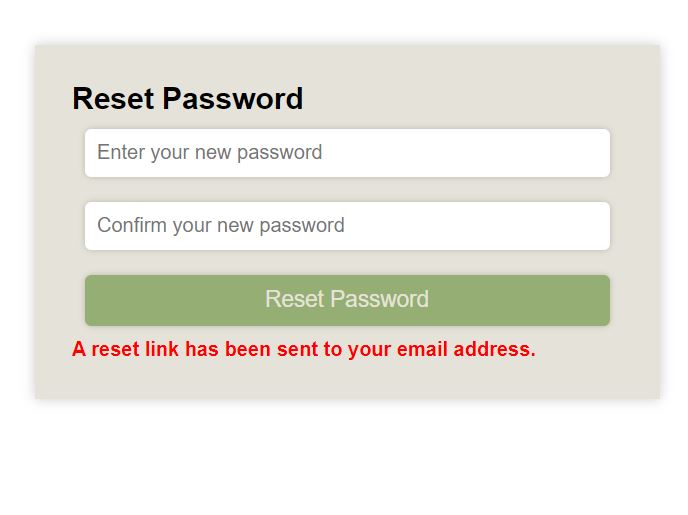 Reset Password
Enter your new password
Confirm your new password
Reset Password
A reset link has been sent to your email address.